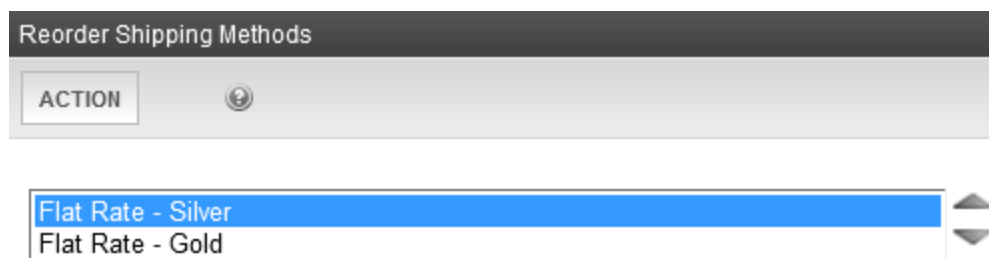 Reorder Shipping Methods
ACTION
Flat Rate - Silver
Flat Rate - Gold